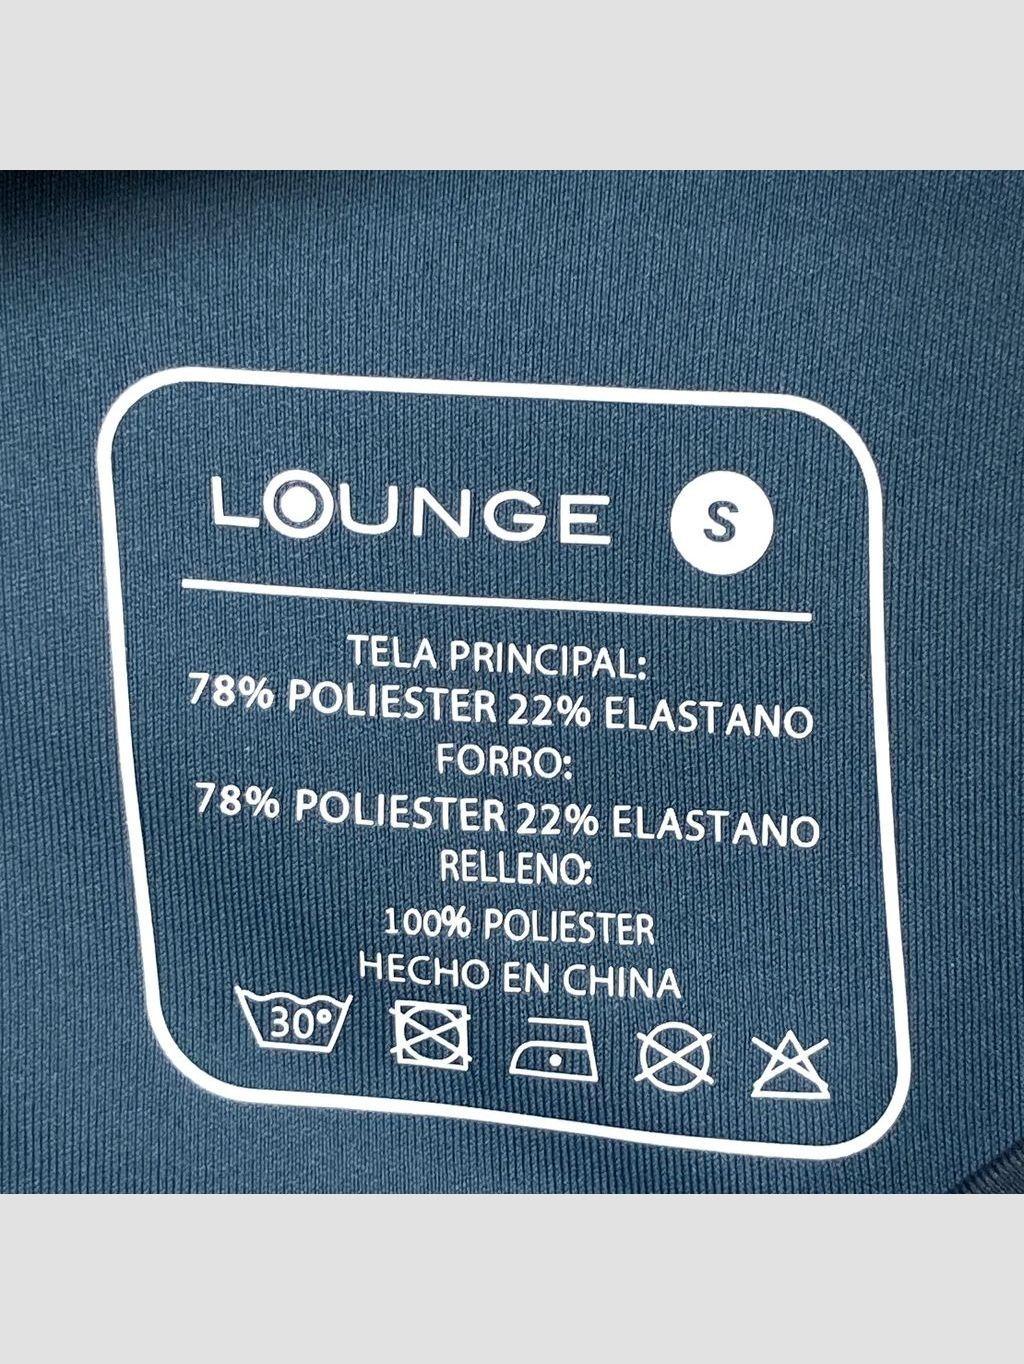 LOUNGE S
TELA PRINCIPAL:
78% POLIESTER 22% ELASTANO
FORRO:
78% POLIESTER 22% ELASTANO
RELLENO:
100% POLIESTER
HECHO EN CHINA
30°